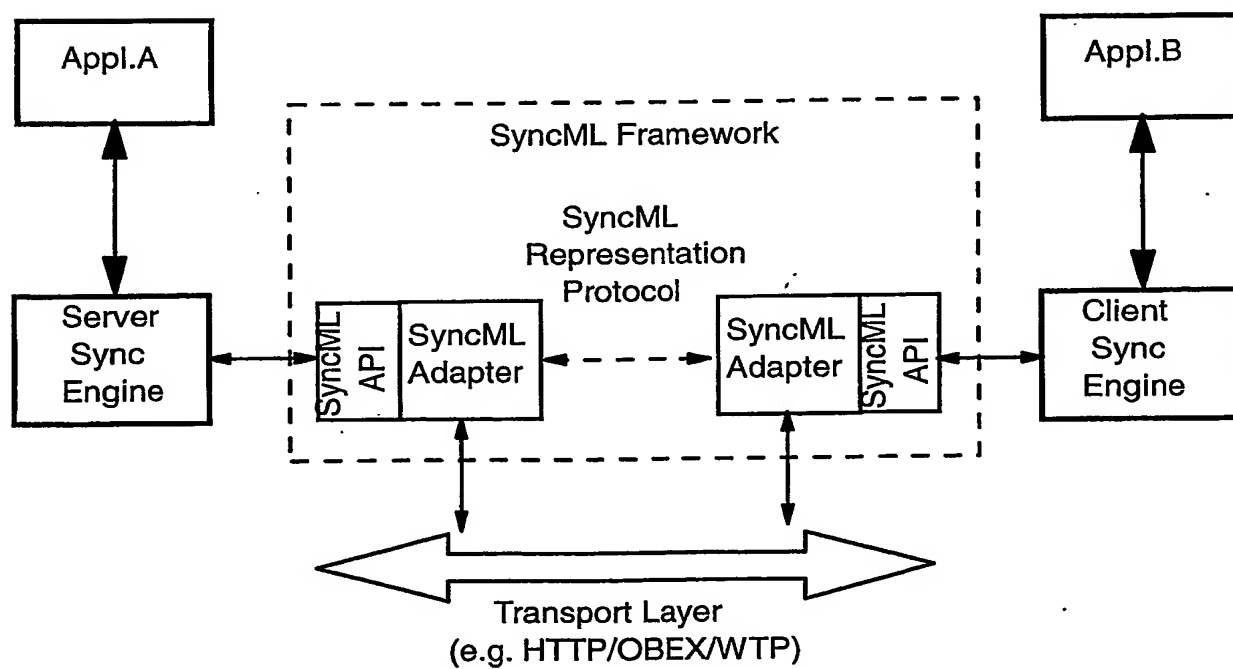 Appl.A
Appl.B
SyncML Framework
SyncML
Representation
Protocol
Server
Sync
Engine
SyncML
API
SyncML
Adapter
SyncML
Adapter
SyncML
API
Client
Sync
Engine
Transport Layer
(e.g. HTTP/OBEX/WTP)